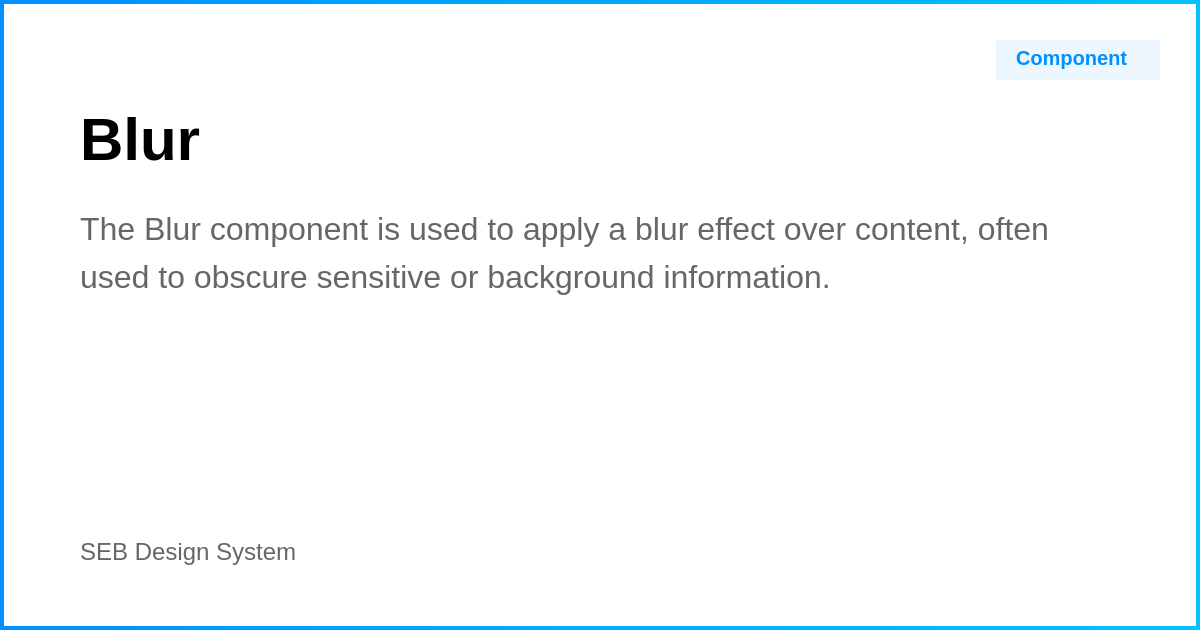 Component
Blur
The Blur component is used to apply a blur effect over content, often
used to obscure sensitive or background information.
SEB Design System